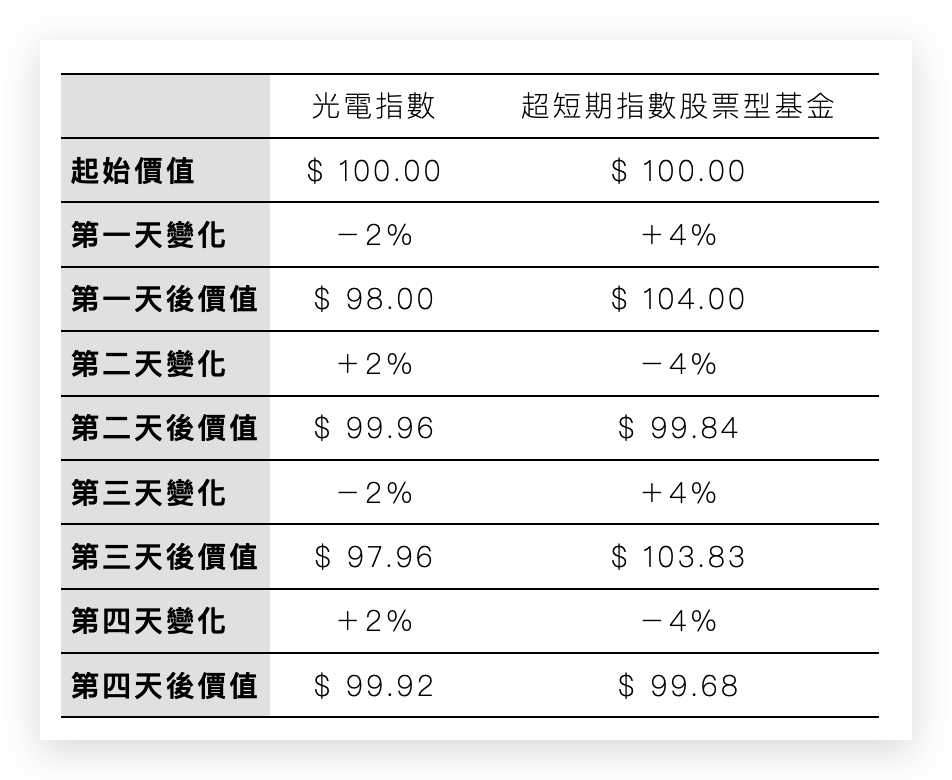 光電指數 超短期指數股票型基金
起始價值 $ 100.00 $ 100.00
第一天變化 －2% ＋4%
第一天後價值 $ 98.00 $ 104.00
第二天變化 ＋2% －4%
第二天後價值 $ 99.96 $ 99.84
第三天變化 －2% ＋4%
第三天後價值 $ 97.96 $ 103.83
第四天變化 ＋2% －4%
第四天後價值 $ 99.92 $ 99.68